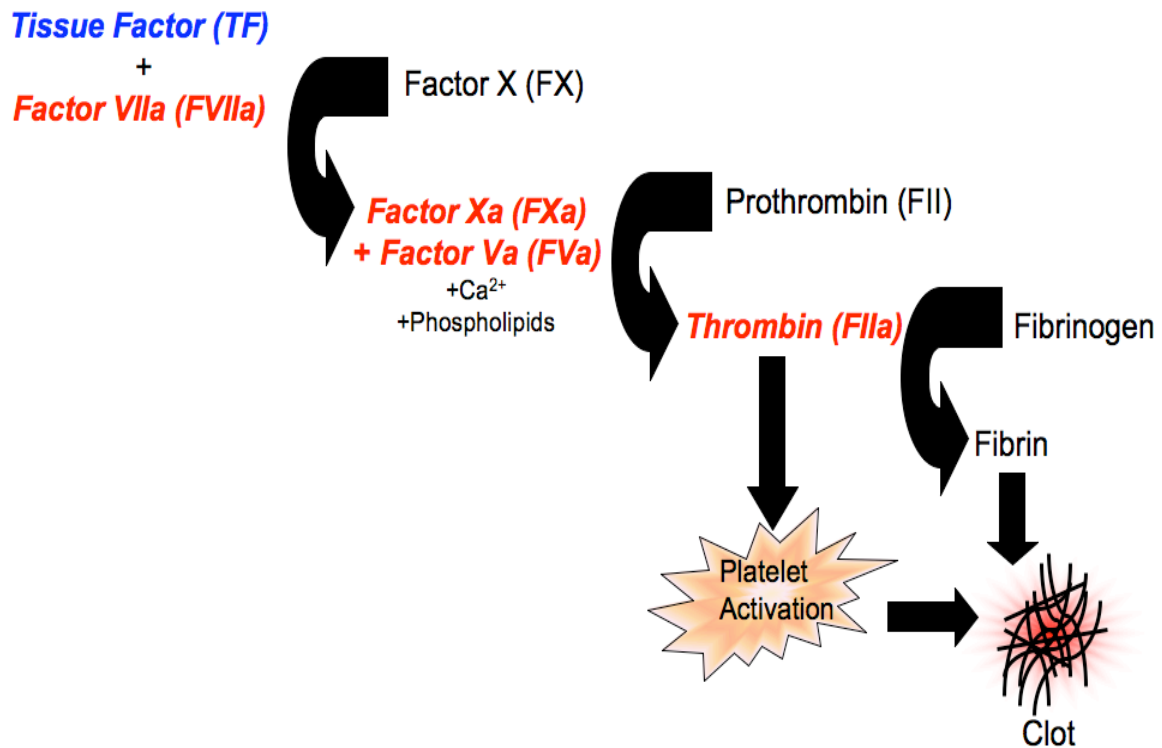 Tissue Factor (TF)
+
Factor VIIa (FVIIa)
Factor X (FX)
Factor Xa (FXa)
+ Factor Va (FVa)
+Ca²⁺
+Phospholipids
Prothrombin (FII)
Thrombin (FIIa)
Fibrinogen
Fibrin
Platelet
Activation
Clot